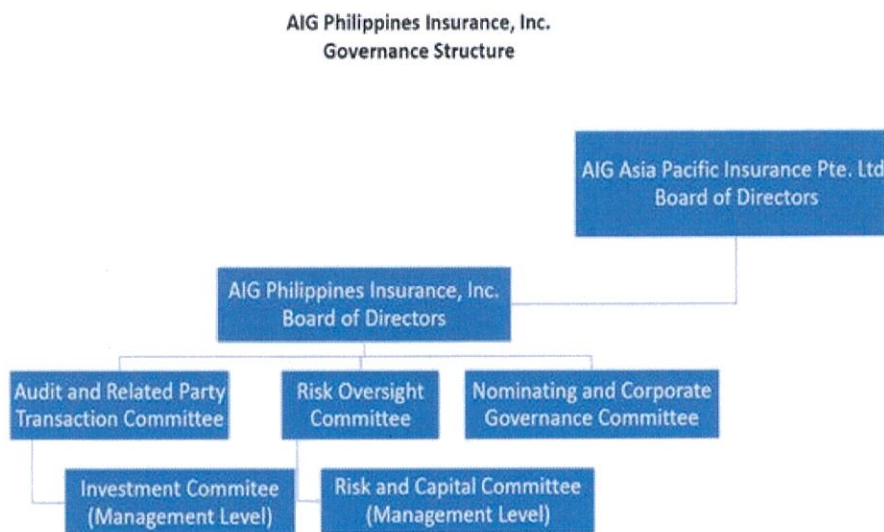 AIG Philippines Insurance, Inc.
Governance Structure
AIG Asia Pacific Insurance Pte. Ltd
Board of Directors
AIG Philippines Insurance, Inc.
Board of Directors
Audit and Related Party
Transaction Committee
Risk Oversight
Committee
Nominating and Corporate
Governance Committee
Investment Commitee
(Management Level)
Risk and Capital Committee
(Management Level)